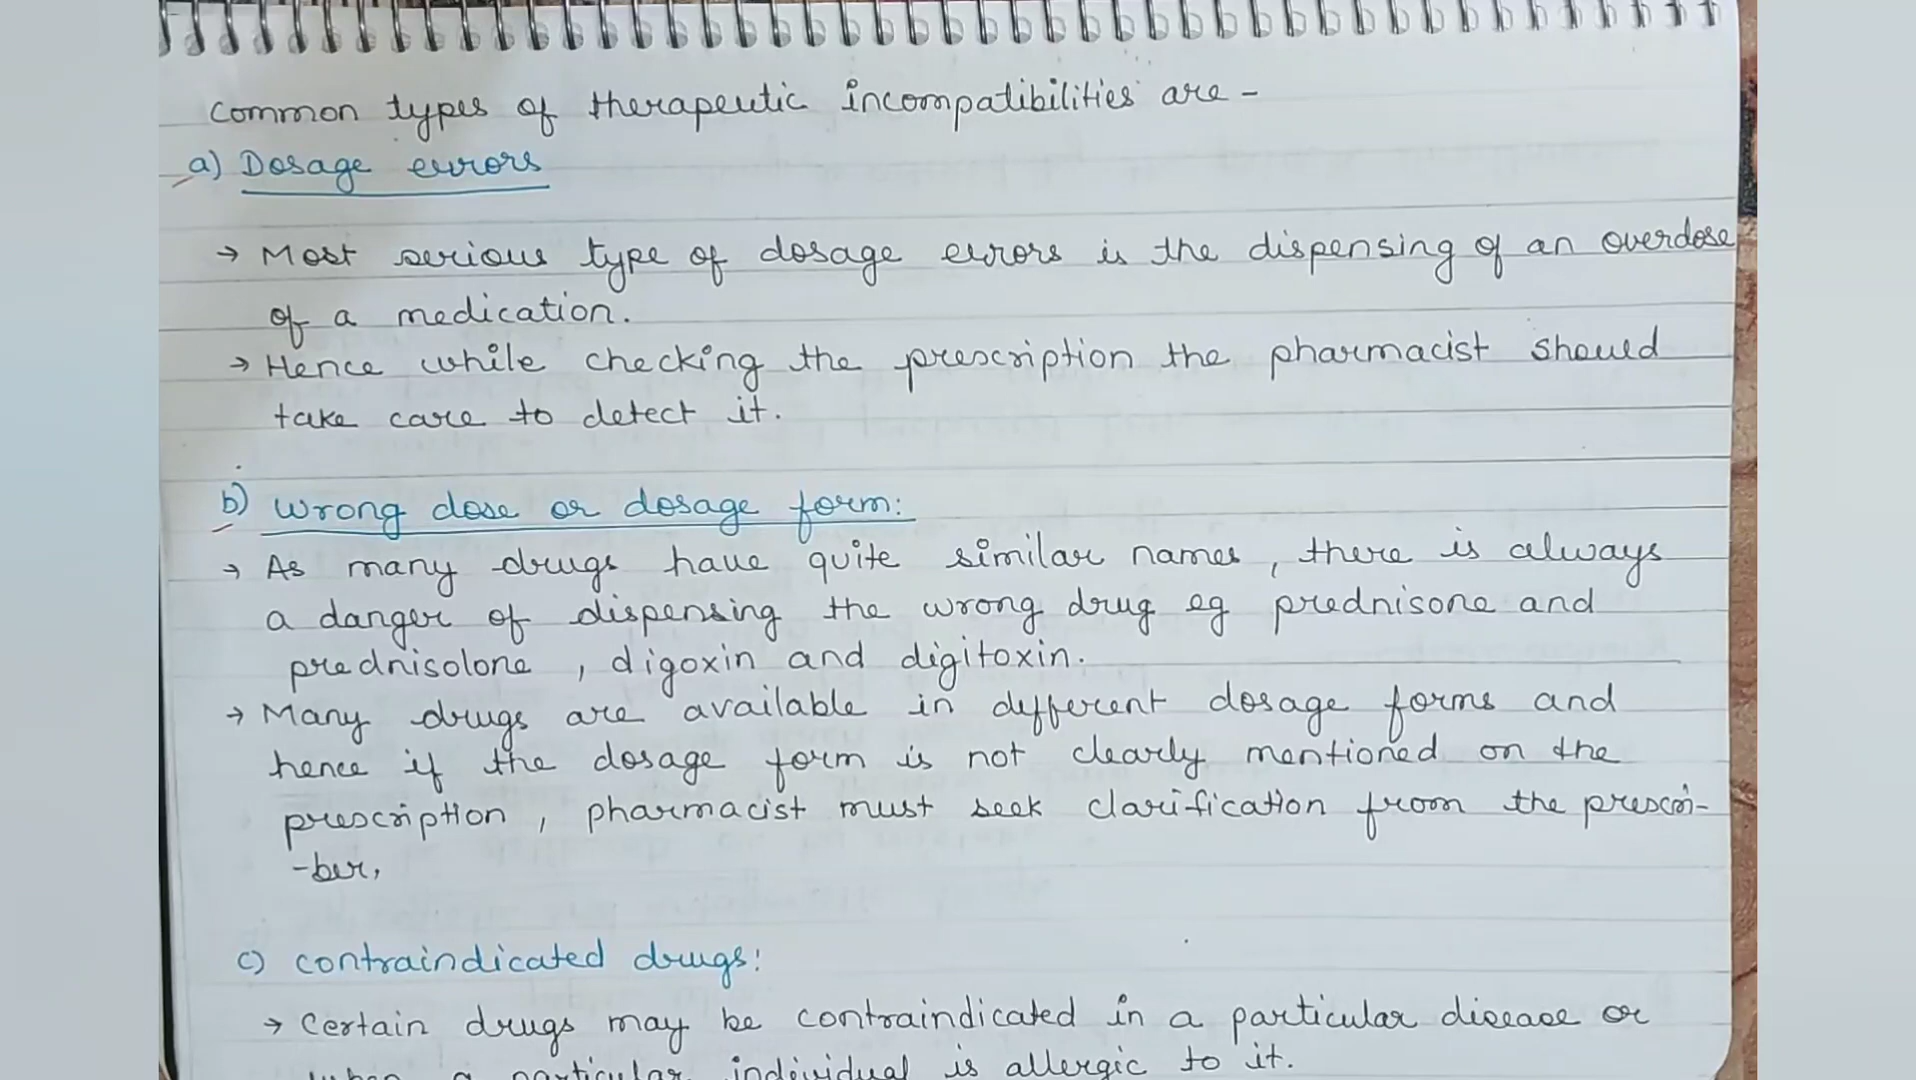 common types of therapeutic incompatibilities are -
a) Dosage errors
→ Most serious type of dosage errors is the dispensing of an overdose
of a medication.
→ Hence while checking the prescription the pharmacist should
take care to detect it.
b) wrong dose or dosage form:
→ As many drugs have quite similar names, there is always
a danger of dispensing the wrong drug eg prednisone and
prednisolone, digoxin and digitoxin.
→ Many drugs are available in different dosage forms and
hence if the dosage form is not clearly mentioned on the
prescription, pharmacist must seek clarification from the prescri-
-ber,
c) contraindicated drugs:
→ Certain drugs may be contraindicated in a particular disease or
when a particular individual is allergic to it.